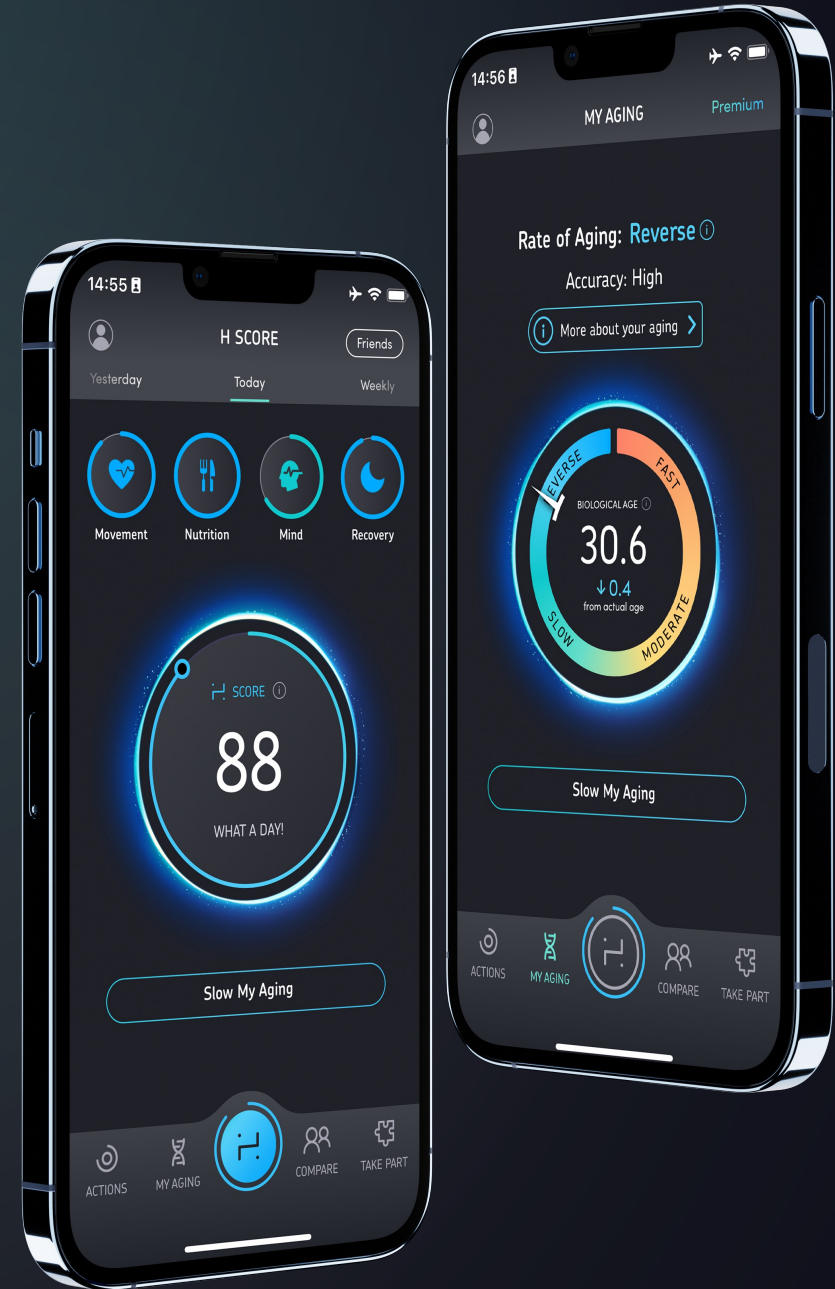 14:55
H SCORE
Friends
Yesterday
Today
Weekly
Movement
Nutrition
Mind
Recovery
SCORE
88
WHAT A DAY!
Slow My Aging
ACTIONS
MY AGING
COMPARE
TAKE PART
14:56
MY AGING
Premium
Rate of Aging: Reverse
Accuracy: High
More about your aging
REVERSE
FAST
SLOW
MODERATE
BIOLOGICAL AGE
30.6
↓0.4
from actual age
Slow My Aging
ACTIONS
MY AGING
COMPARE
TAKE PART